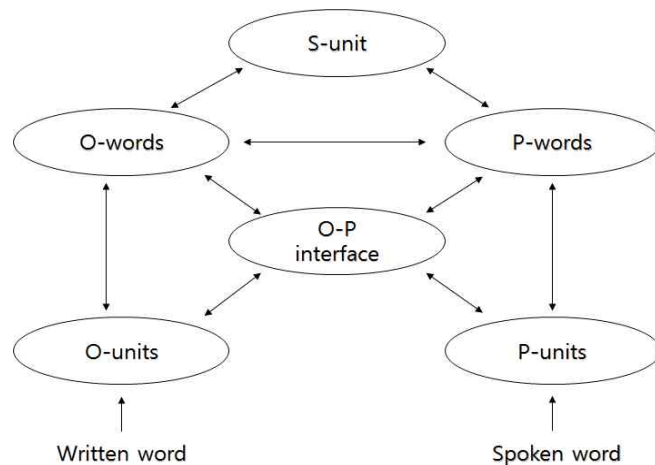 S-unit
O-words
P-words
O-P
interface
O-units
P-units
Written word
Spoken word